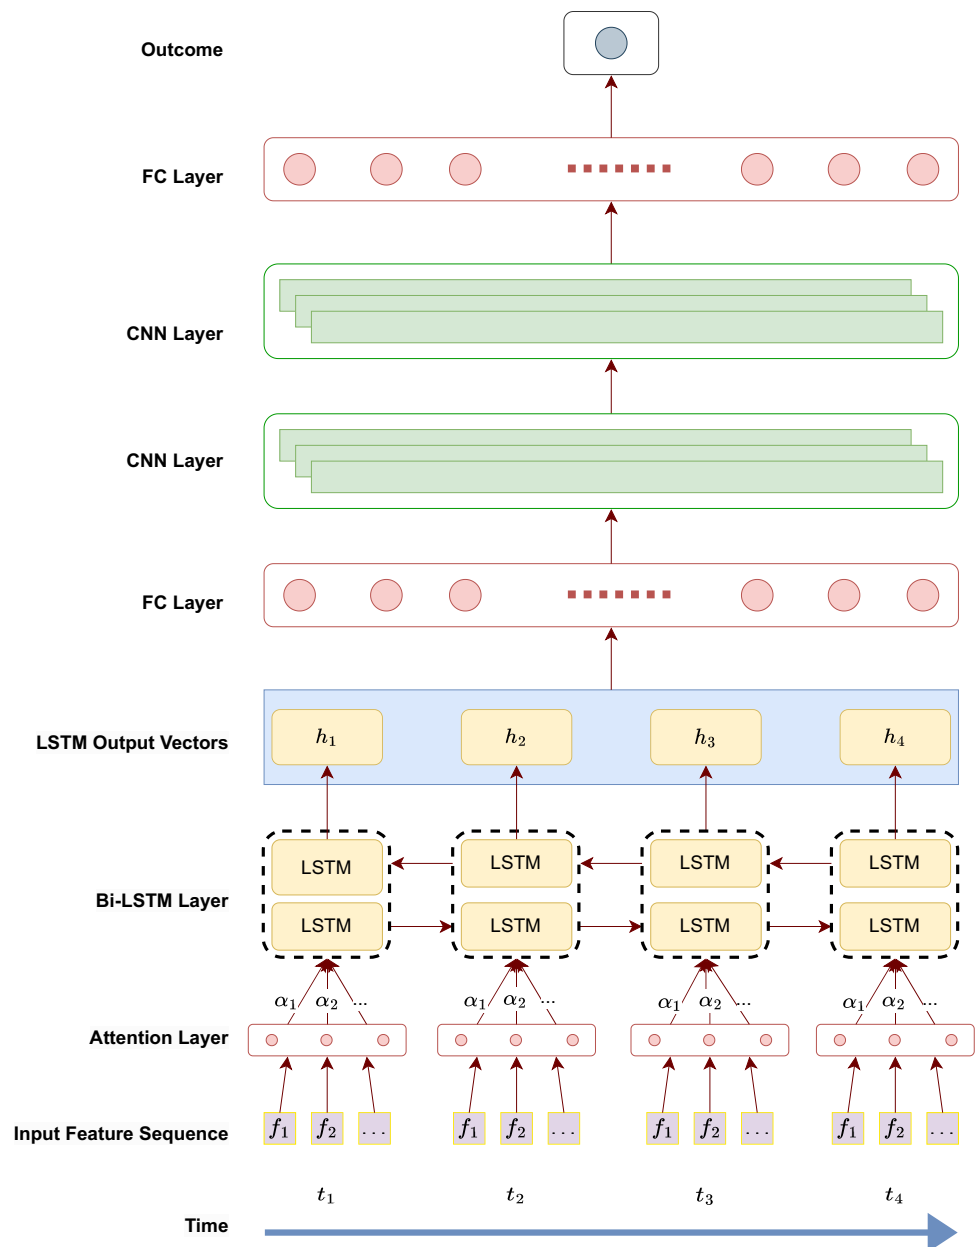 Outcome
FC Layer
CNN Layer
CNN Layer
FC Layer
LSTM Output Vectors
h₁ h₂ h₃ h₄
LSTM LSTM LSTM LSTM
Bi-LSTM Layer
LSTM LSTM LSTM LSTM
α₁ α₂ ... α₁ α₂ ... α₁ α₂ ... α₁ α₂ ...
Attention Layer
Input Feature Sequence f₁ f₂ ... f₁ f₂ ... f₁ f₂ ... f₁ f₂ ...
t₁ t₂ t₃ t₄
Time